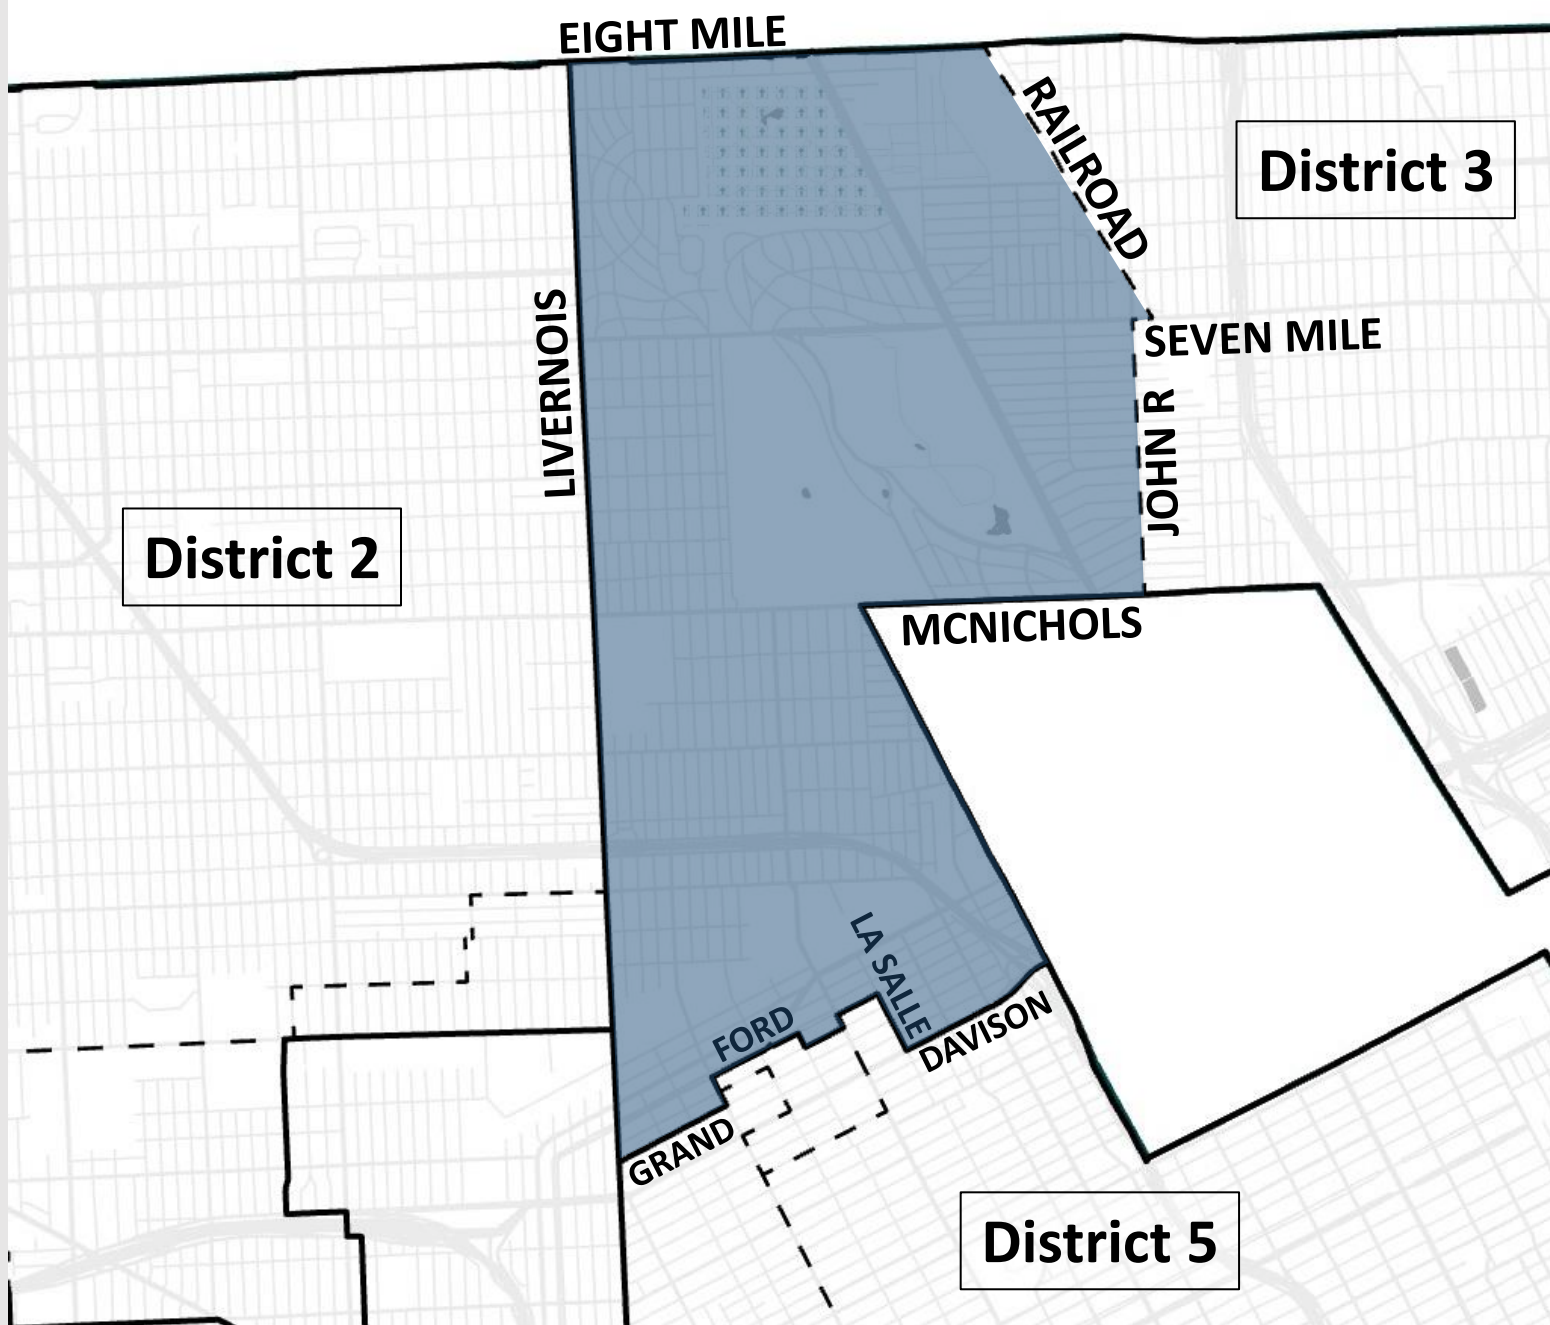 EIGHT MILE
RAILROAD
District 3
LIVERNOIS
SEVEN MILE
JOHN R
District 2
MCNICHOLS
LA SALLE
FORD
DAVISON
GRAND
District 5